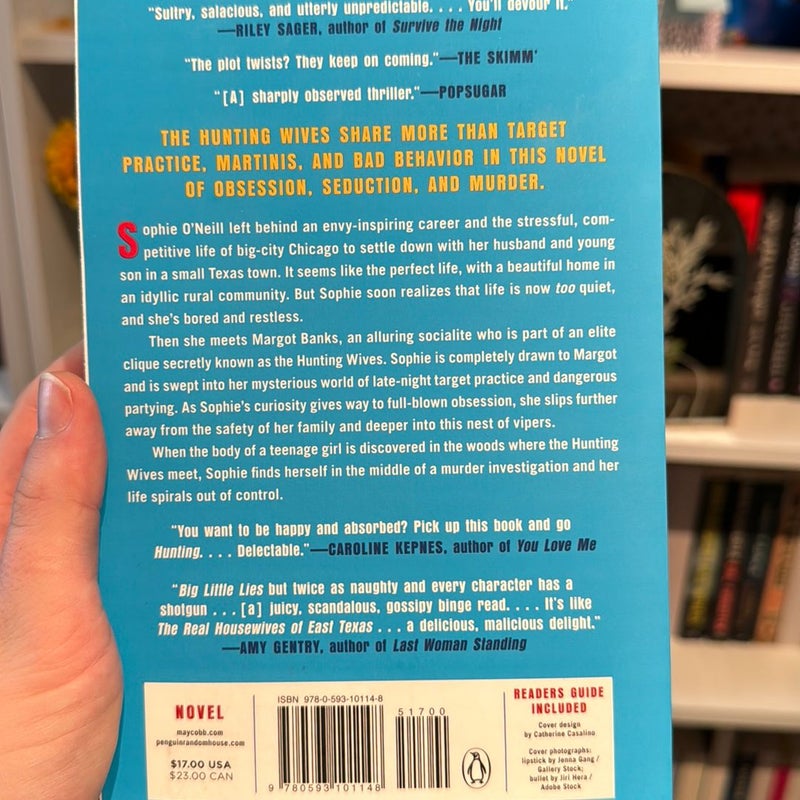 "Sultry, salacious, and utterly unpredictable. . . . You'll devour it."
—RILEY SAGER, author of Survive the Night
"The plot twists? They keep on coming."—THE SKIMM'
"[A] sharply observed thriller."—POPSUGAR
THE HUNTING WIVES SHARE MORE THAN TARGET
PRACTICE, MARTINIS, AND BAD BEHAVIOR IN THIS NOVEL
OF OBSESSION, SEDUCTION, AND MURDER.
Sophie O'Neill left behind an envy-inspiring career and the stressful, com-
petitive life of big-city Chicago to settle down with her husband and young
son in a small Texas town. It seems like the perfect life, with a beautiful home in
an idyllic rural community. But Sophie soon realizes that life is now too quiet,
and she's bored and restless.
Then she meets Margot Banks, an alluring socialite who is part of an elite
clique secretly known as the Hunting Wives. Sophie is completely drawn to Margot
and is swept into her mysterious world of late-night target practice and dangerous
partying. As Sophie's curiosity gives way to full-blown obsession, she slips further
away from the safety of her family and deeper into this nest of vipers.
When the body of a teenage girl is discovered in the woods where the Hunting
Wives meet, Sophie finds herself in the middle of a murder investigation and her
life spirals out of control.
"You want to be happy and absorbed? Pick up this book and go
Hunting. . . . Delectable."—CAROLINE KEPNES, author of You Love Me
"Big Little Lies but twice as naughty and every character has a
shotgun . . . [a] juicy, scandalous, gossipy binge read. . . . It's like
The Real Housewives of East Texas . . . a delicious, malicious delight."
—AMY GENTRY, author of Last Woman Standing
NOVEL
maycobb.com
penguinrandomhouse.com
$17.00 USA
$23.00 CAN
ISBN 978-0-593-10114-8
51700
9 780593 101148
READERS GUIDE
INCLUDED
Cover design
by Catherine Casalino
Cover photographs:
lipstick by Jenna Gang /
Gallery Stock;
bullet by Jiri Hera /
Adobe Stock